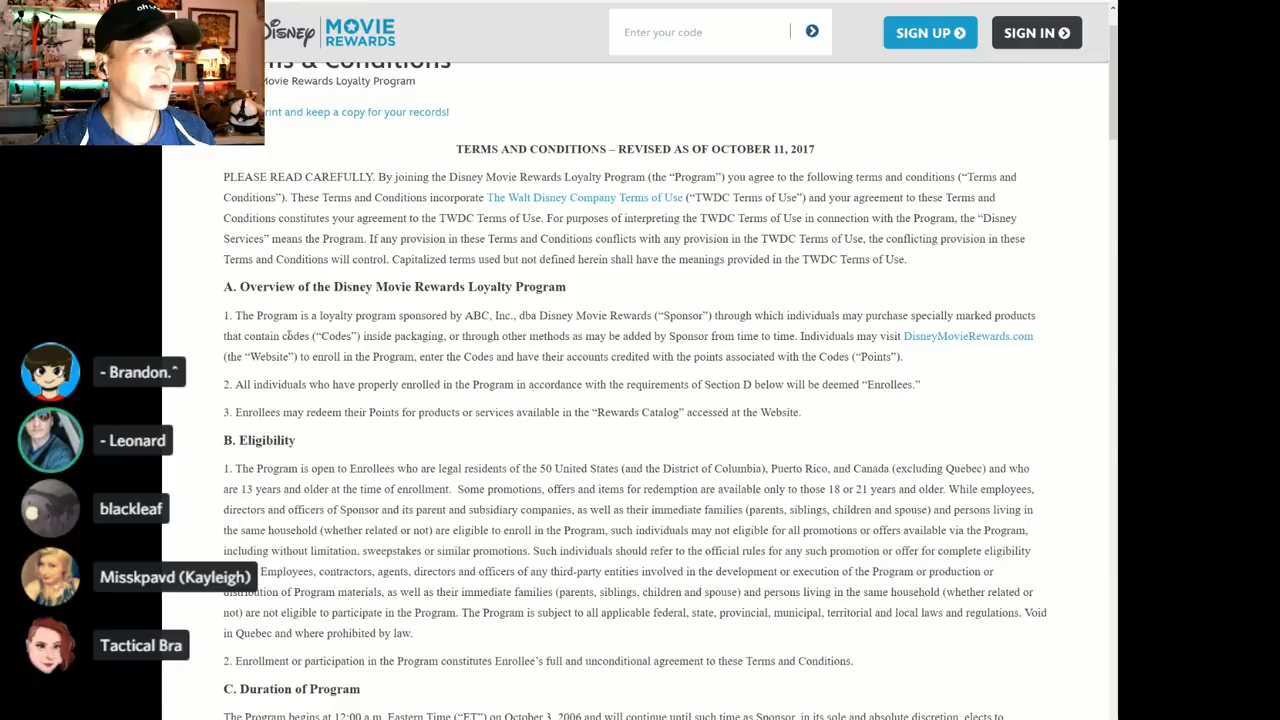 Disney MOVIE REWARDS
Enter your code
SIGN UP
SIGN IN
ms & Conditions
Movie Rewards Loyalty Program
rint and keep a copy for your records!
TERMS AND CONDITIONS – REVISED AS OF OCTOBER 11, 2017
PLEASE READ CAREFULLY. By joining the Disney Movie Rewards Loyalty Program (the “Program”) you agree to the following terms and conditions (“Terms and
Conditions”). These Terms and Conditions incorporate The Walt Disney Company Terms of Use (“TWDC Terms of Use”) and your agreement to these Terms and
Conditions constitutes your agreement to the TWDC Terms of Use. For purposes of interpreting the TWDC Terms of Use in connection with the Program, the “Disney
Services” means the Program. If any provision in these Terms and Conditions conflicts with any provision in the TWDC Terms of Use, the conflicting provision in these
Terms and Conditions will control. Capitalized terms used but not defined herein shall have the meanings provided in the TWDC Terms of Use.
A. Overview of the Disney Movie Rewards Loyalty Program
1. The Program is a loyalty program sponsored by ABC, Inc., dba Disney Movie Rewards (“Sponsor”) through which individuals may purchase specially marked products
that contain codes (“Codes”) inside packaging, or through other methods as may be added by Sponsor from time to time. Individuals may visit DisneyMovieRewards.com
(the “Website”) to enroll in the Program, enter the Codes and have their accounts credited with the points associated with the Codes (“Points”).
2. All individuals who have properly enrolled in the Program in accordance with the requirements of Section D below will be deemed “Enrollees.”
3. Enrollees may redeem their Points for products or services available in the “Rewards Catalog” accessed at the Website.
B. Eligibility
1. The Program is open to Enrollees who are legal residents of the 50 United States (and the District of Columbia), Puerto Rico, and Canada (excluding Quebec) and who
are 13 years and older at the time of enrollment. Some promotions, offers and items for redemption are available only to those 18 or 21 years and older. While employees,
directors and officers of Sponsor and its parent and subsidiary companies, as well as their immediate families (parents, siblings, children and spouse) and persons living in
the same household (whether related or not) are eligible to enroll in the Program, such individuals may not eligible for all promotions or offers available via the Program,
including without limitation, sweepstakes or similar promotions. Such individuals should refer to the official rules for any such promotion or offer for complete eligibility
Employees, contractors, agents, directors and officers of any third-party entities involved in the development or execution of the Program or production or
distribution of Program materials, as well as their immediate families (parents, siblings, children and spouse) and persons living in the same household (whether related or
not) are not eligible to participate in the Program. The Program is subject to all applicable federal, state, provincial, municipal, territorial and local laws and regulations. Void
in Quebec and where prohibited by law.
2. Enrollment or participation in the Program constitutes Enrollee’s full and unconditional agreement to these Terms and Conditions.
C. Duration of Program
The Program begins at 12:00 a.m. Eastern Time (“ET”) on October 3, 2006 and will continue until such time as Sponsor, in its sole and absolute discretion, elects to
- Brandon.^
- Leonard
blackleaf
Misskpavd (Kayleigh)
Tactical Bra